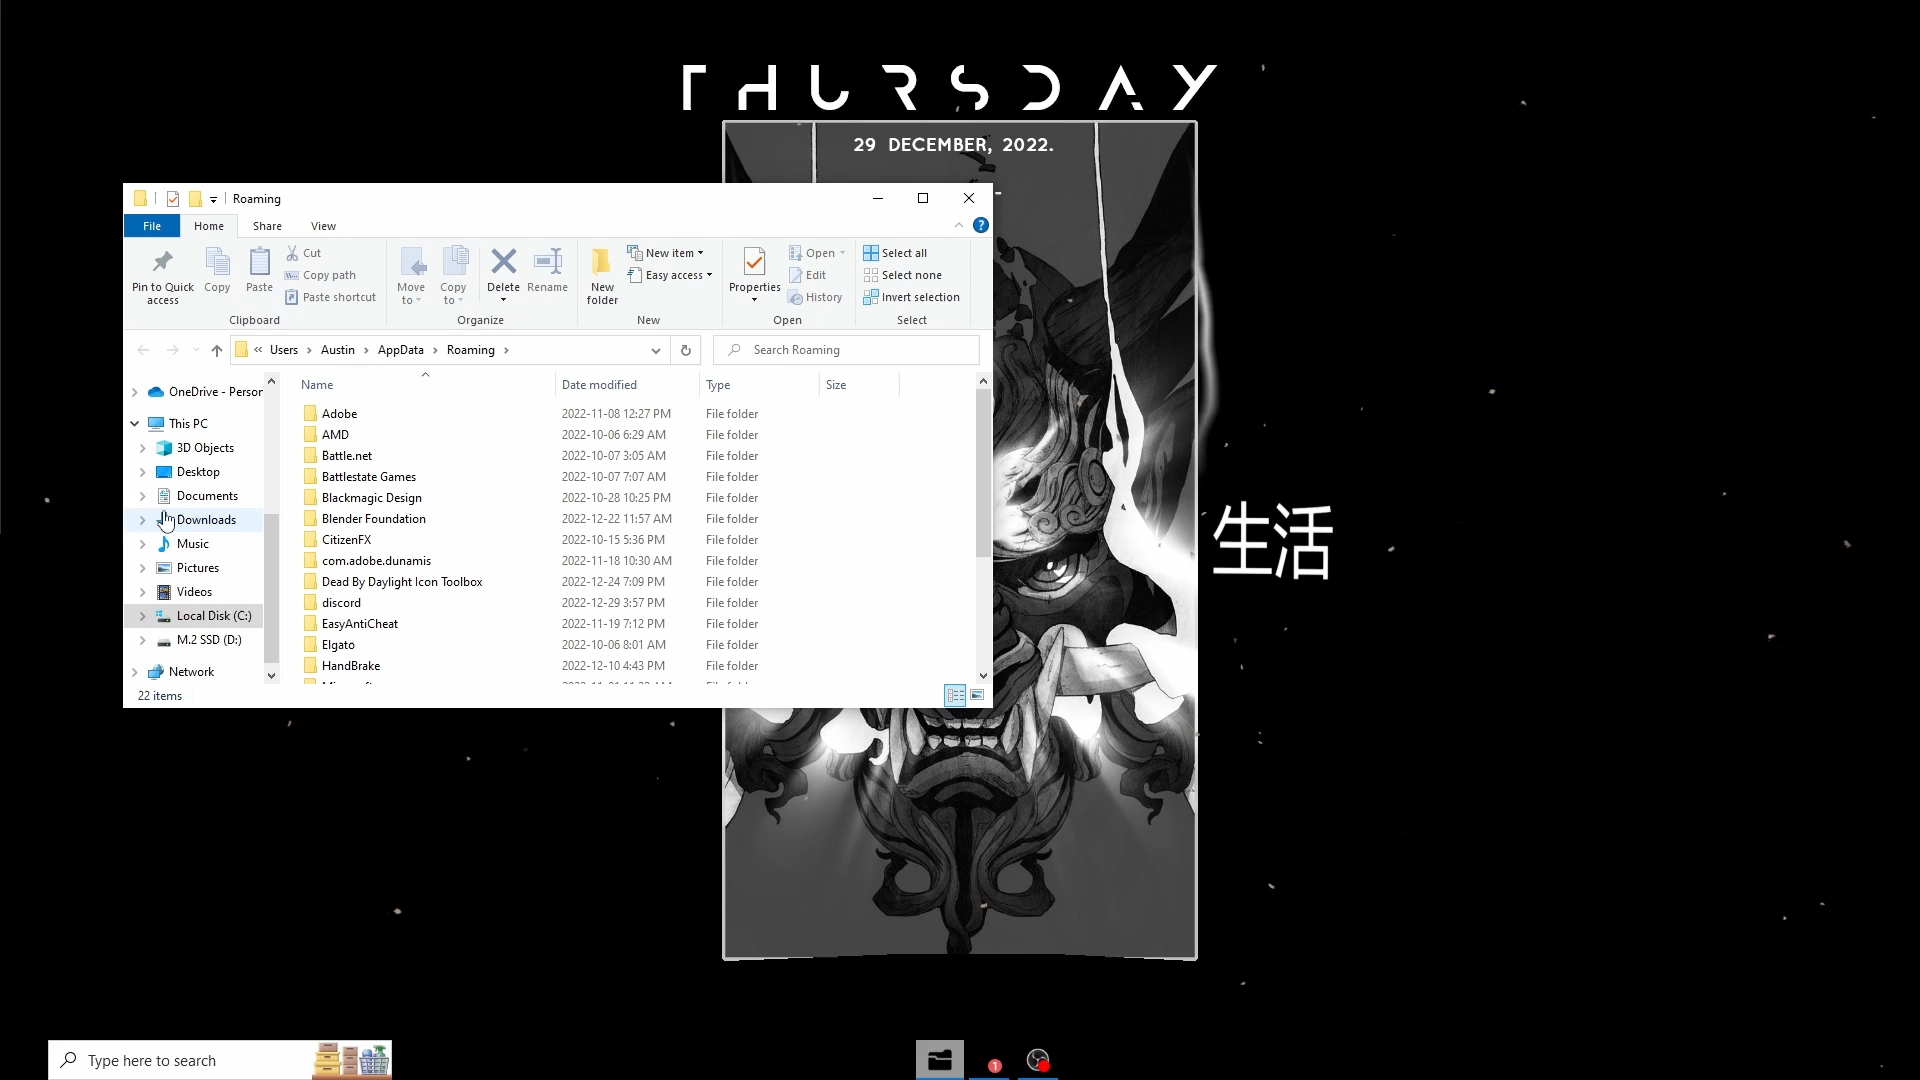 THURSDAY
29 DECEMBER, 2022.
-
Roaming
File Home Share View
Pin to Quick access
Copy
Paste
Cut
Copy path
Paste shortcut
Clipboard
Move to
Copy to
Delete
Rename
Organize
New folder
New item
Easy access
New
Properties
Open
Edit
History
Open
Select all
Select none
Invert selection
Select
« Users > Austin > AppData > Roaming >
Search Roaming
OneDrive - Person
This PC
3D Objects
Desktop
Documents
Downloads
Music
Pictures
Videos
Local Disk (C:)
M.2 SSD (D:)
Network
Name Date modified Type Size
Adobe 2022-11-08 12:27 PM File folder
AMD 2022-10-06 6:29 AM File folder
Battle.net 2022-10-07 3:05 AM File folder
Battlestate Games 2022-10-07 7:07 AM File folder
Blackmagic Design 2022-10-28 10:25 PM File folder
Blender Foundation 2022-12-22 11:57 AM File folder
CitizenFX 2022-10-15 5:36 PM File folder
com.adobe.dunamis 2022-11-18 10:30 AM File folder
Dead By Daylight Icon Toolbox 2022-12-24 7:09 PM File folder
discord 2022-12-29 3:57 PM File folder
EasyAntiCheat 2022-11-19 7:12 PM File folder
Elgato 2022-10-06 8:01 AM File folder
HandBrake 2022-12-10 4:43 PM File folder
22 items
生活
Type here to search
1